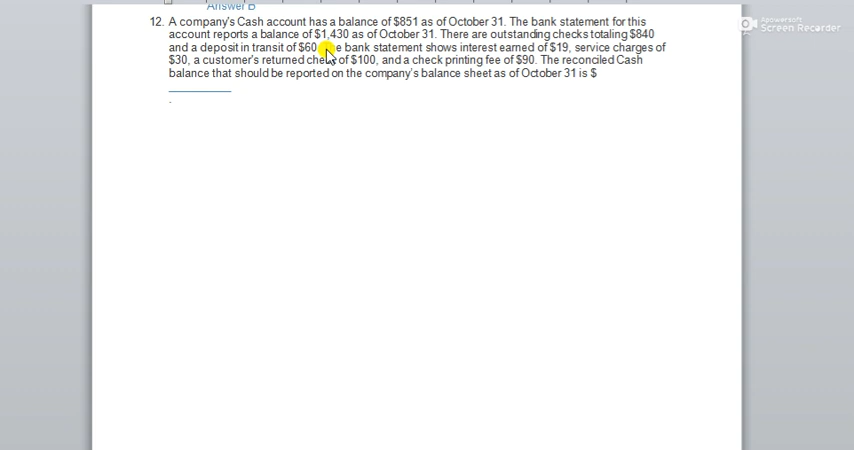 Answer B
Apowersoft
Screen Recorder
12. A company's Cash account has a balance of $851 as of October 31. The bank statement for this
account reports a balance of $1,430 as of October 31. There are outstanding checks totaling $840
and a deposit in transit of $60 bank statement shows interest earned of $19, service charges of
$30, a customer's returned of $100, and a check printing fee of $90. The reconciled Cash
balance that should be reported on the company's balance sheet as of October 31 is $
.